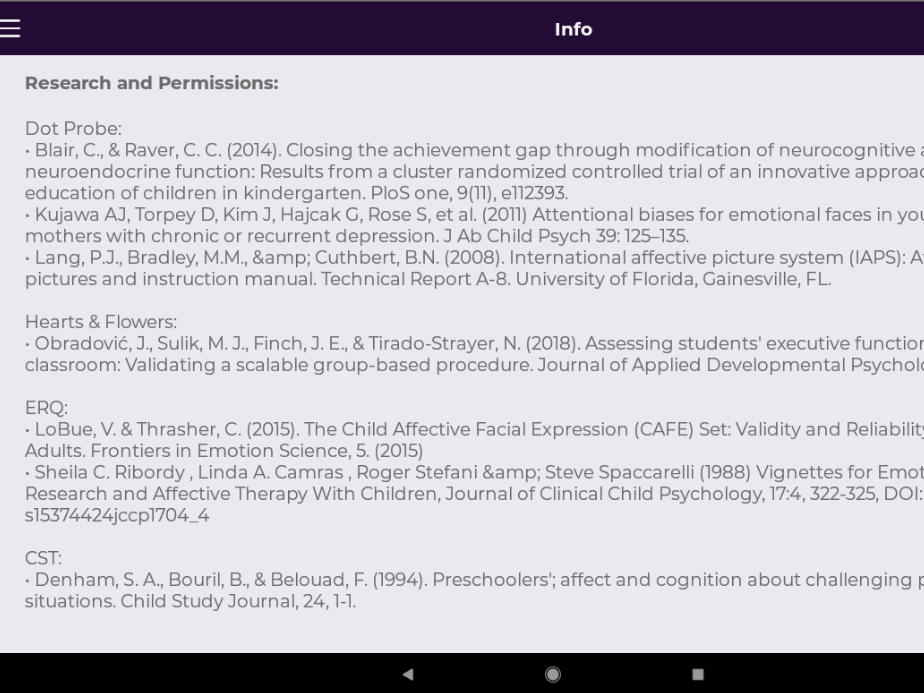 Info
Research and Permissions:
Dot Probe:
• Blair, C., & Raver, C. C. (2014). Closing the achievement gap through modification of neurocognitive
neuroendocrine function: Results from a cluster randomized controlled trial of an innovative
education of children in kindergarten. PloS one, 9(11), e112393.
• Kujawa AJ, Torpey D, Kim J, Hajcak G, Rose S, et al. (2011) Attentional biases for emotional faces in
mothers with chronic or recurrent depression. J Ab Child Psych 39: 125–135.
• Lang, P.J., Bradley, M.M., &amp; Cuthbert, B.N. (2008). International affective picture system (IAPS):
pictures and instruction manual. Technical Report A-8. University of Florida, Gainesville, FL.
Hearts & Flowers:
• Obradović, J., Sulik, M. J., Finch, J. E., & Tirado-Strayer, N. (2018). Assessing students' executive
classroom: Validating a scalable group-based procedure. Journal of Applied Developmental
ERQ:
• LoBue, V. & Thrasher, C. (2015). The Child Affective Facial Expression (CAFE) Set: Validity and
Adults. Frontiers in Emotion Science, 5. (2015)
• Sheila C. Ribordy , Linda A. Camras , Roger Stefani &amp; Steve Spaccarelli (1988) Vignettes for
Research and Affective Therapy With Children, Journal of Clinical Child Psychology, 17:4, 322-325, DOI:
s15374424jccp1704_4
CST:
• Denham, S. A., Bouril, B., & Belouad, F. (1994). Preschoolers'; affect and cognition about challenging
situations. Child Study Journal, 24, 1-1.